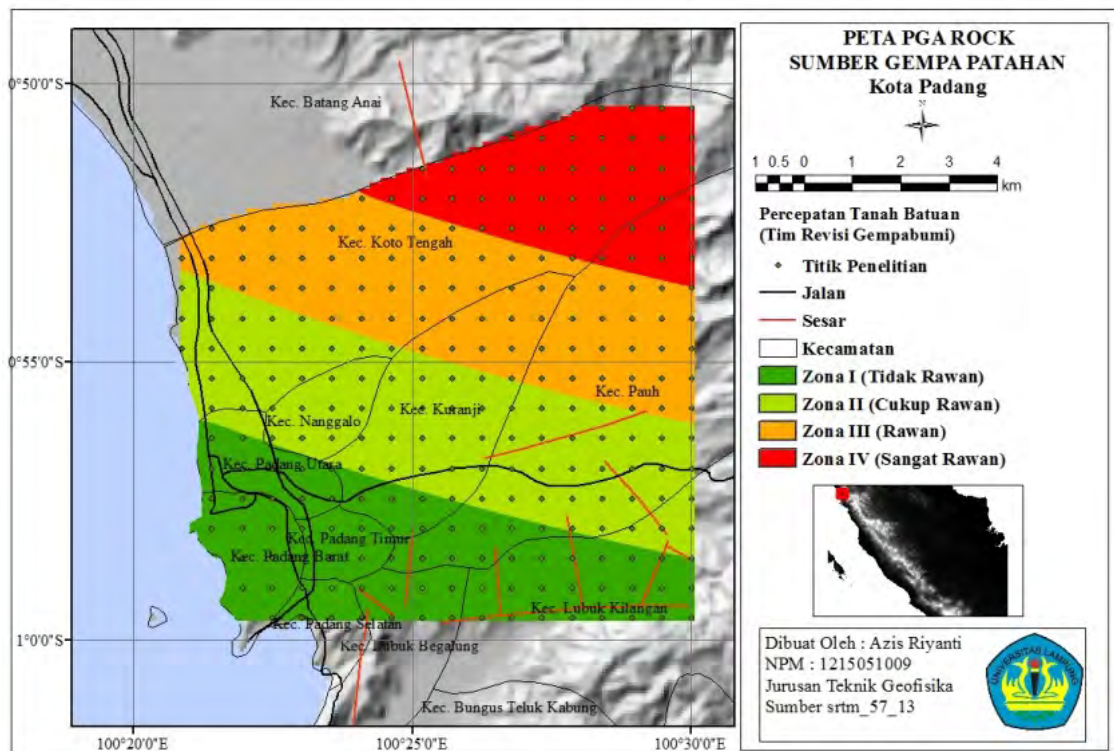 0°50'0"S
0°55'0"S
1°00'0"S
100°20'0"E
100°25'0"E
100°30'0"E
Kec. Batang Anai
Kec. Koto Tengah
Kec. Pauh
Kec. Kuranji
Kec. Nanggalo
Kec. Padang Utara
Kec. Padang Timur
Kec. Padang Barat
Kec. Lubuk Kilangan
Kec. Padang Selatan
Kec. Lubuk Begalung
Kec. Bungus Teluk Kabung
PETA PGA ROCK
SUMBER GEMPA PATAHAN
Kota Padang
N
1 0.5 0 1 2 3 4
km
Percepatan Tanah Batuan
(Tim Revisi Gempabumi)
Titik Penelitian
Jalan
Sesar
Kecamatan
Zona I (Tidak Rawan)
Zona II (Cukup Rawan)
Zona III (Rawan)
Zona IV (Sangat Rawan)
Dibuat Oleh : Azis Riyanti
NPM : 1215051009
Jurusan Teknik Geofisika
Sumber srtm_57_13
UNIVERSITAS LAMPUNG